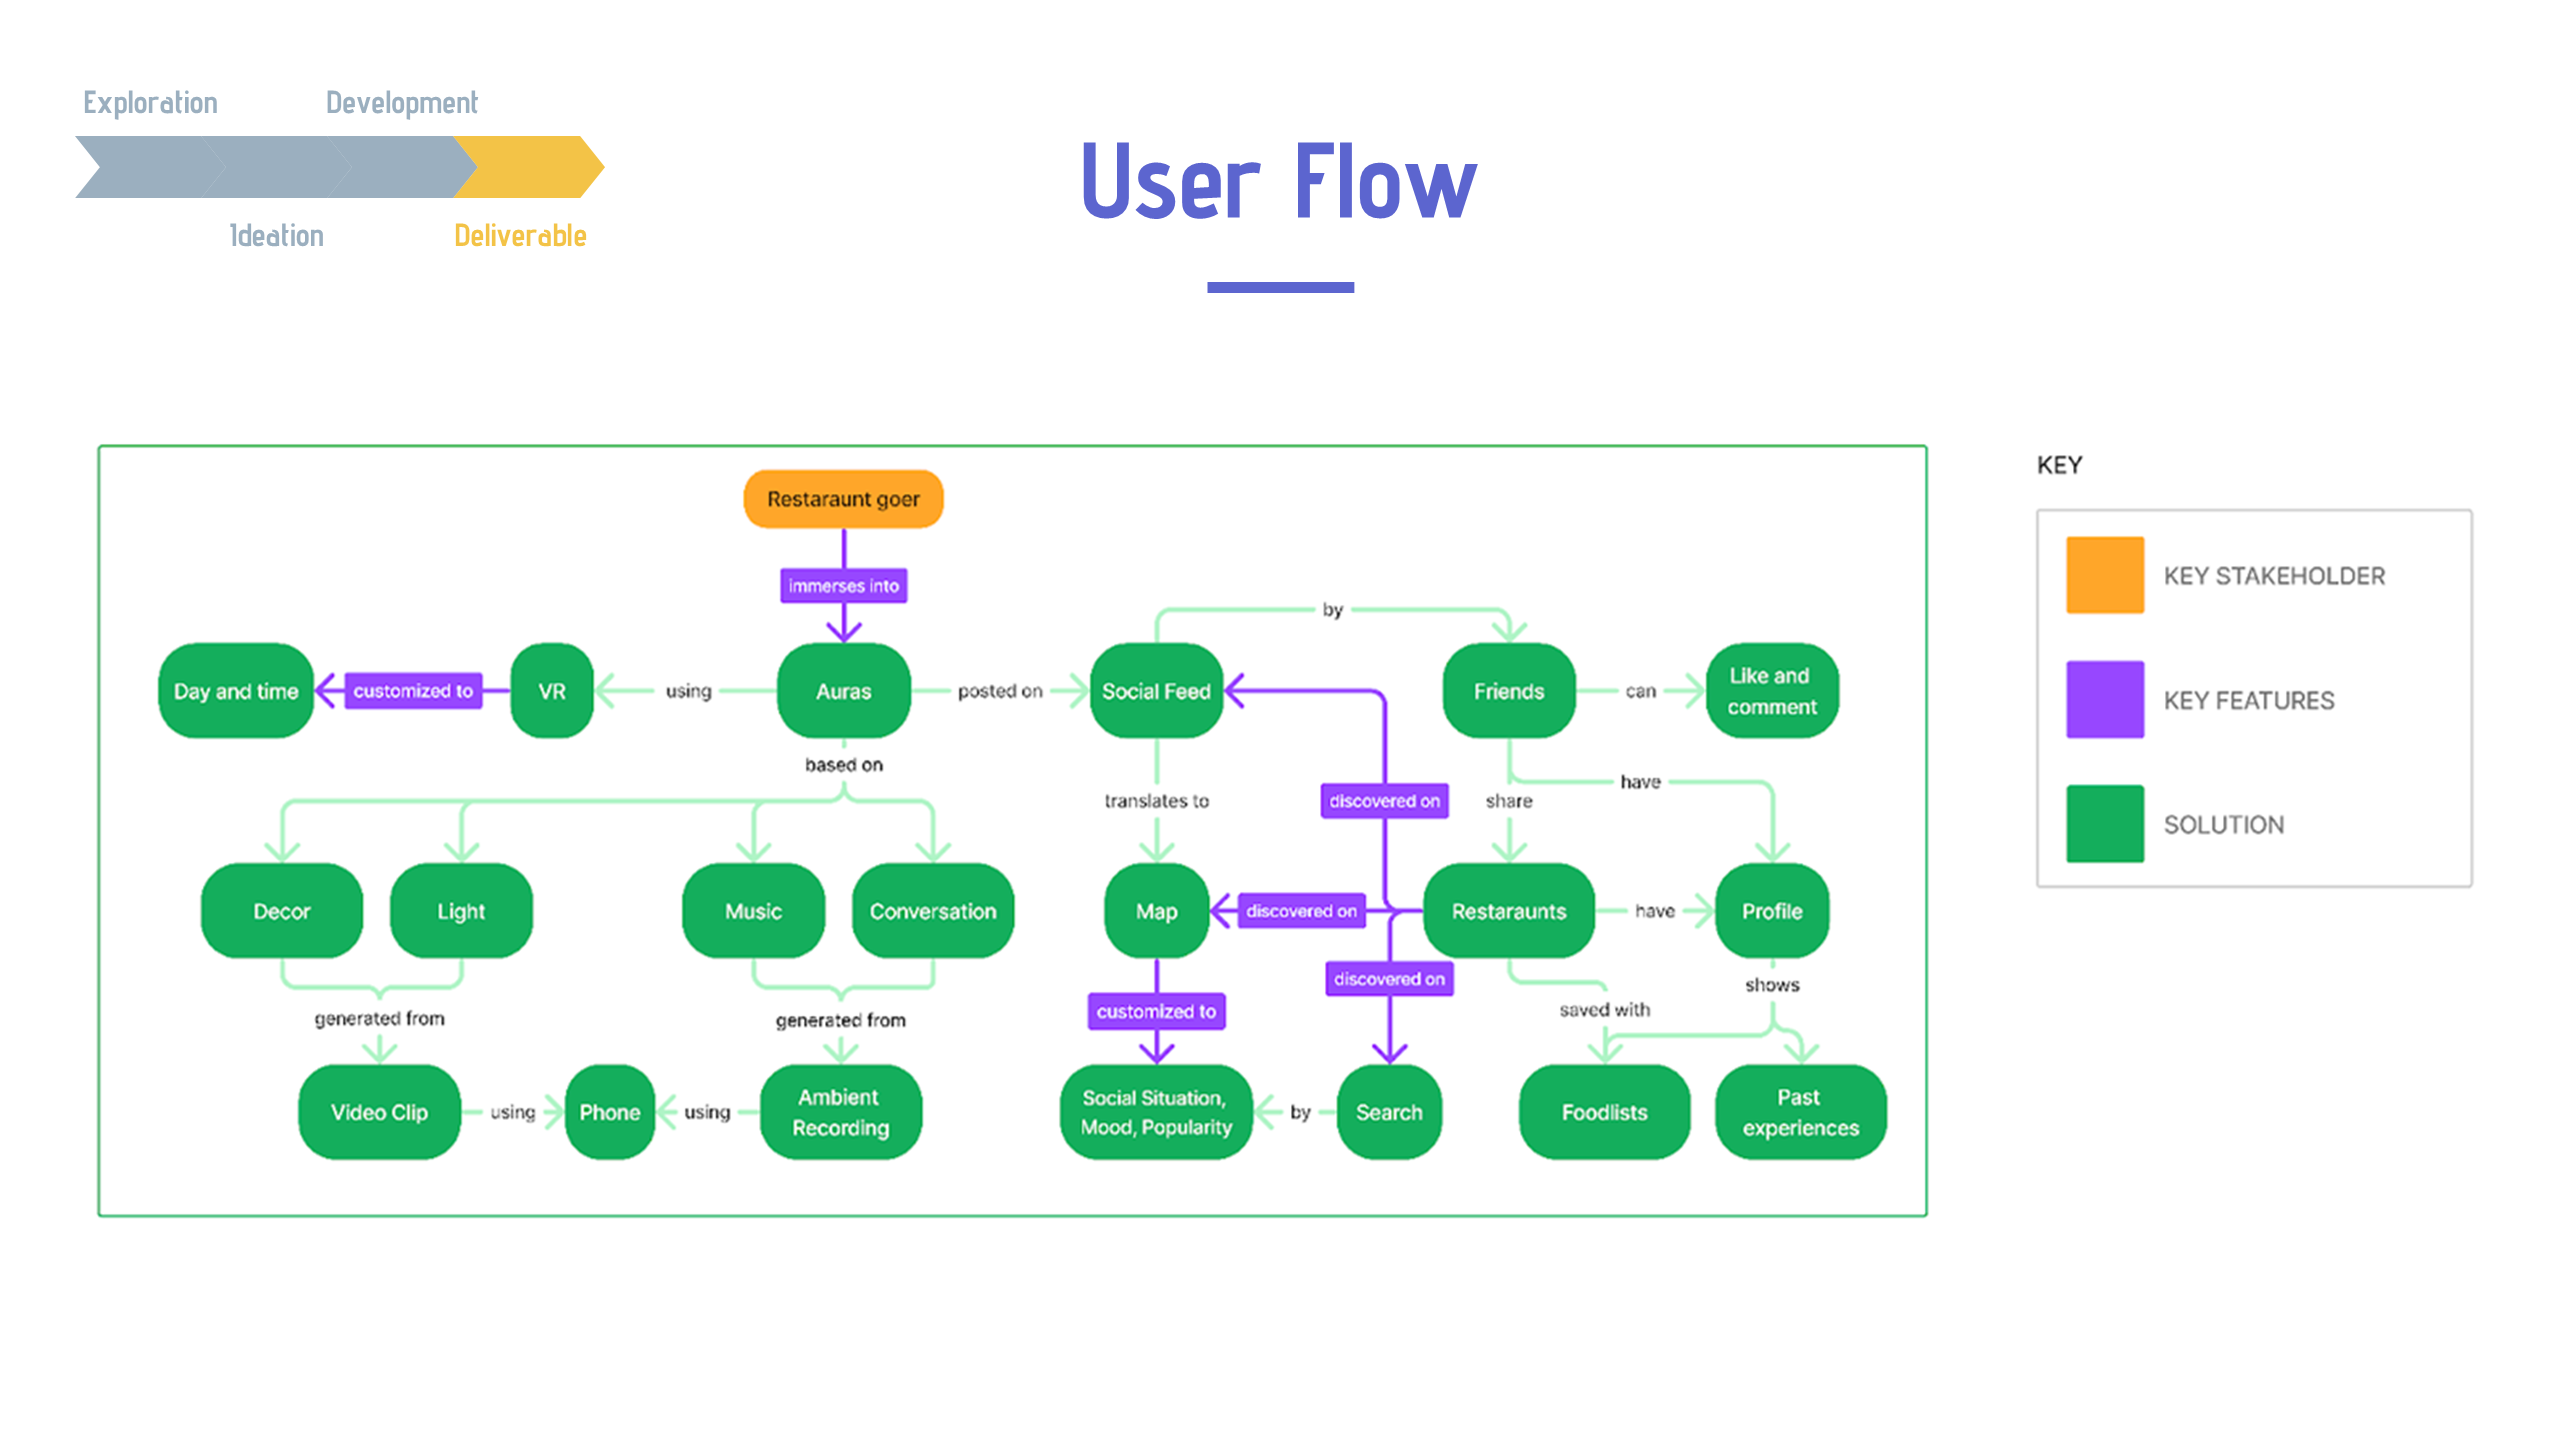 Exploration
Development
Ideation
Deliverable
User Flow
KEY
KEY STAKEHOLDER
KEY FEATURES
SOLUTION
Restaraunt goer
immerses into
by
Day and time
customized to
VR
using
Auras
posted on
Social Feed
Friends
can
Like and
comment
based on
have
translates to
discovered on
share
Decor
Light
Music
Conversation
Map
discovered on
Restaraunts
have
Profile
discovered on
shows
customized to
saved with
generated from
generated from
Video Clip
using
Phone
using
Ambient
Recording
Social Situation,
Mood, Popularity
by
Search
Foodlists
Past
experiences